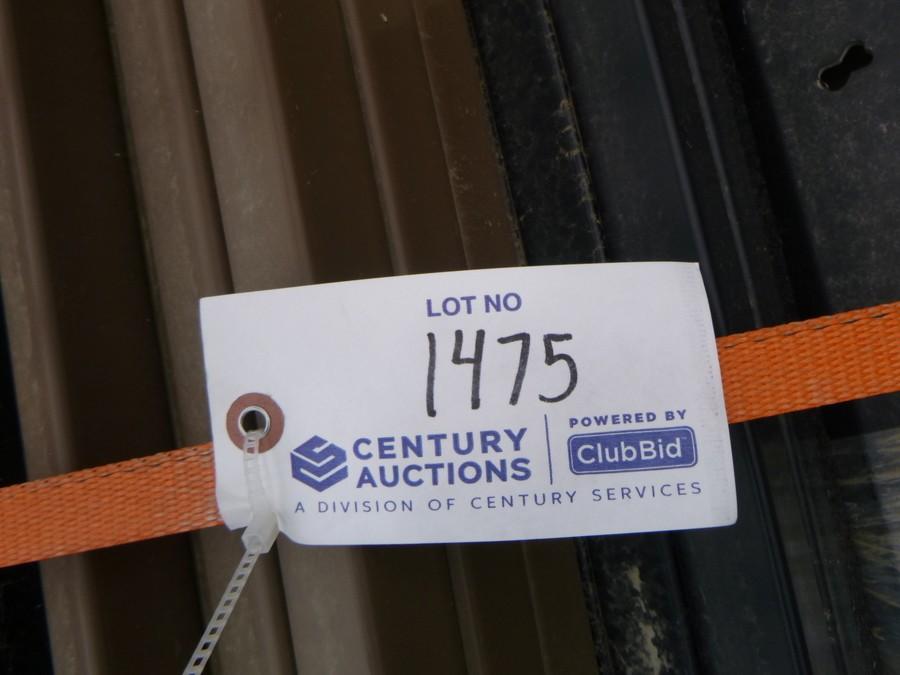 LOT NO
1475
CENTURY AUCTIONS
POWERED BY
ClubBid
A DIVISION OF CENTURY SERVICES